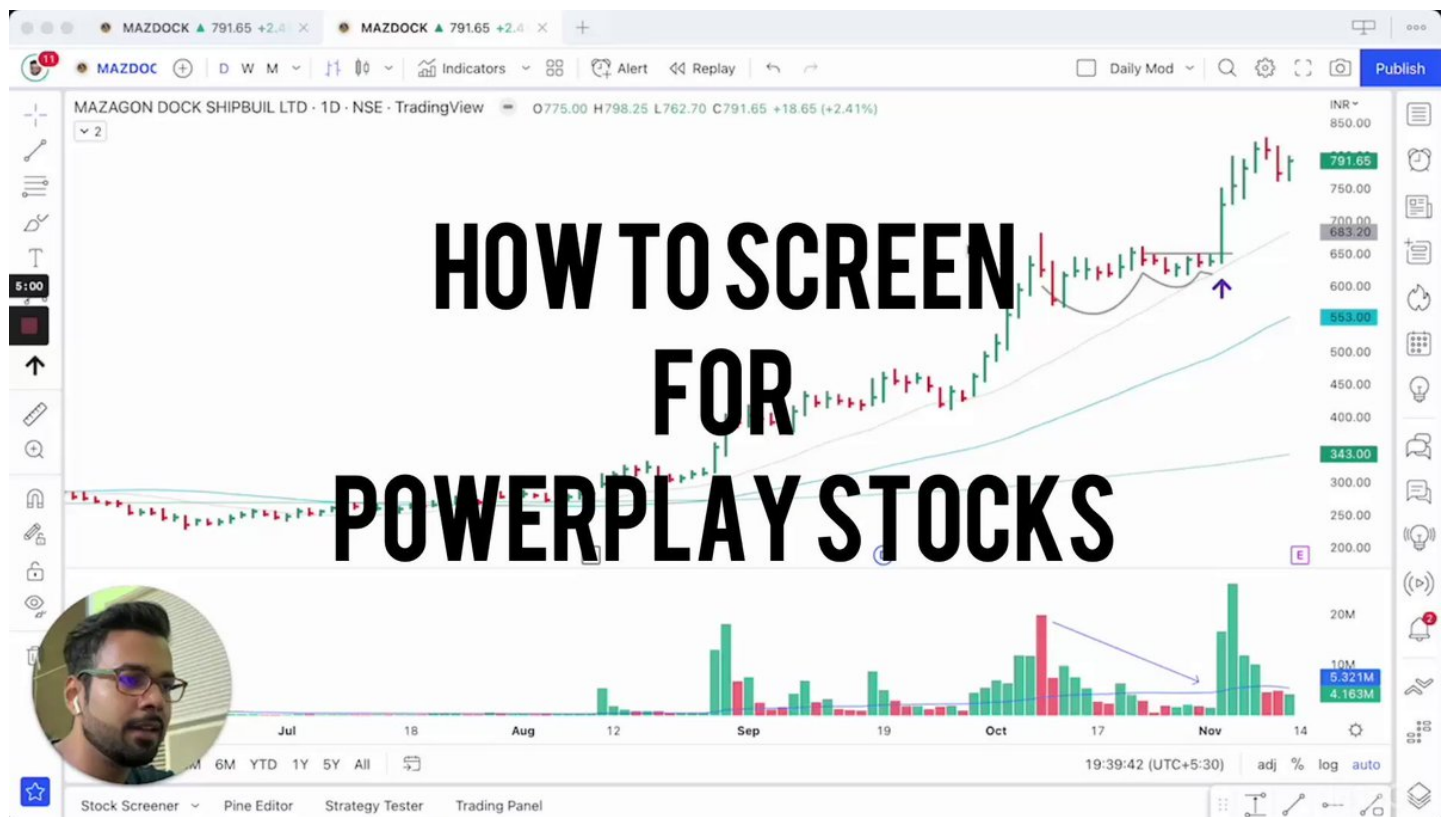 MAZDOCK ▲ 791.65 +2.4
MAZDOCK ▲ 791.65 +2.4
11
MAZDOC
D W M
Indicators
Alert
Replay
Daily Mod
Publish
MAZAGON DOCK SHIPBUIL LTD · 1D · NSE · TradingView
O775.00 H798.25 L762.70 C791.65 +18.65 (+2.41%)
2
INR
850.00
791.65
750.00
700.00
683.20
650.00
600.00
553.00
500.00
450.00
400.00
343.00
300.00
250.00
200.00
HOW TO SCREEN
FOR
POWERPLAY STOCKS
T
5:00
E
20M
10M
5.321M
4.163M
2
Jul 18 Aug 12 Sep 19 Oct 17 Nov 14
6M YTD 1Y 5Y All
19:39:42 (UTC+5:30) adj % log auto
Stock Screener Pine Editor Strategy Tester Trading Panel